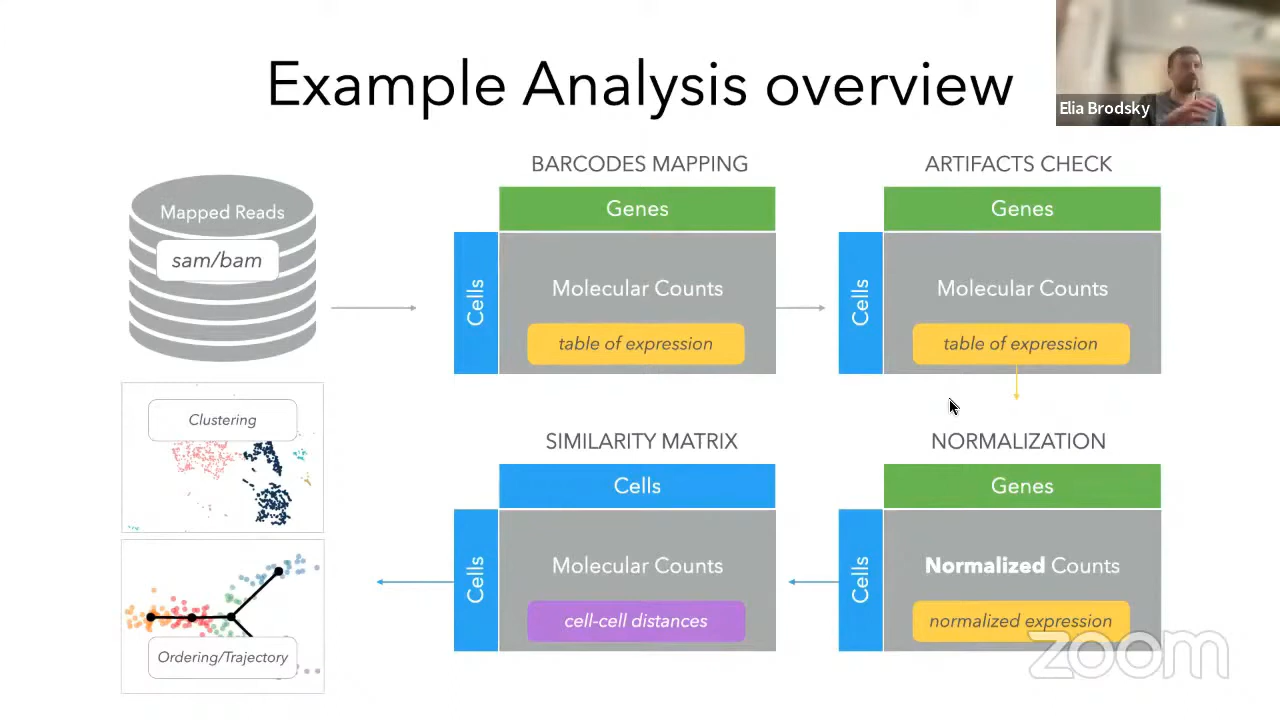 Example Analysis overview
Elia Brodsky
Mapped Reads
sam/bam
BARCODES MAPPING
Genes
Cells
Molecular Counts
table of expression
ARTIFACTS CHECK
Genes
Cells
Molecular Counts
table of expression
Clustering
Ordering/Trajectory
SIMILARITY MATRIX
Cells
Cells
Molecular Counts
cell-cell distances
NORMALIZATION
Genes
Cells
Normalized Counts
normalized expression
zoom